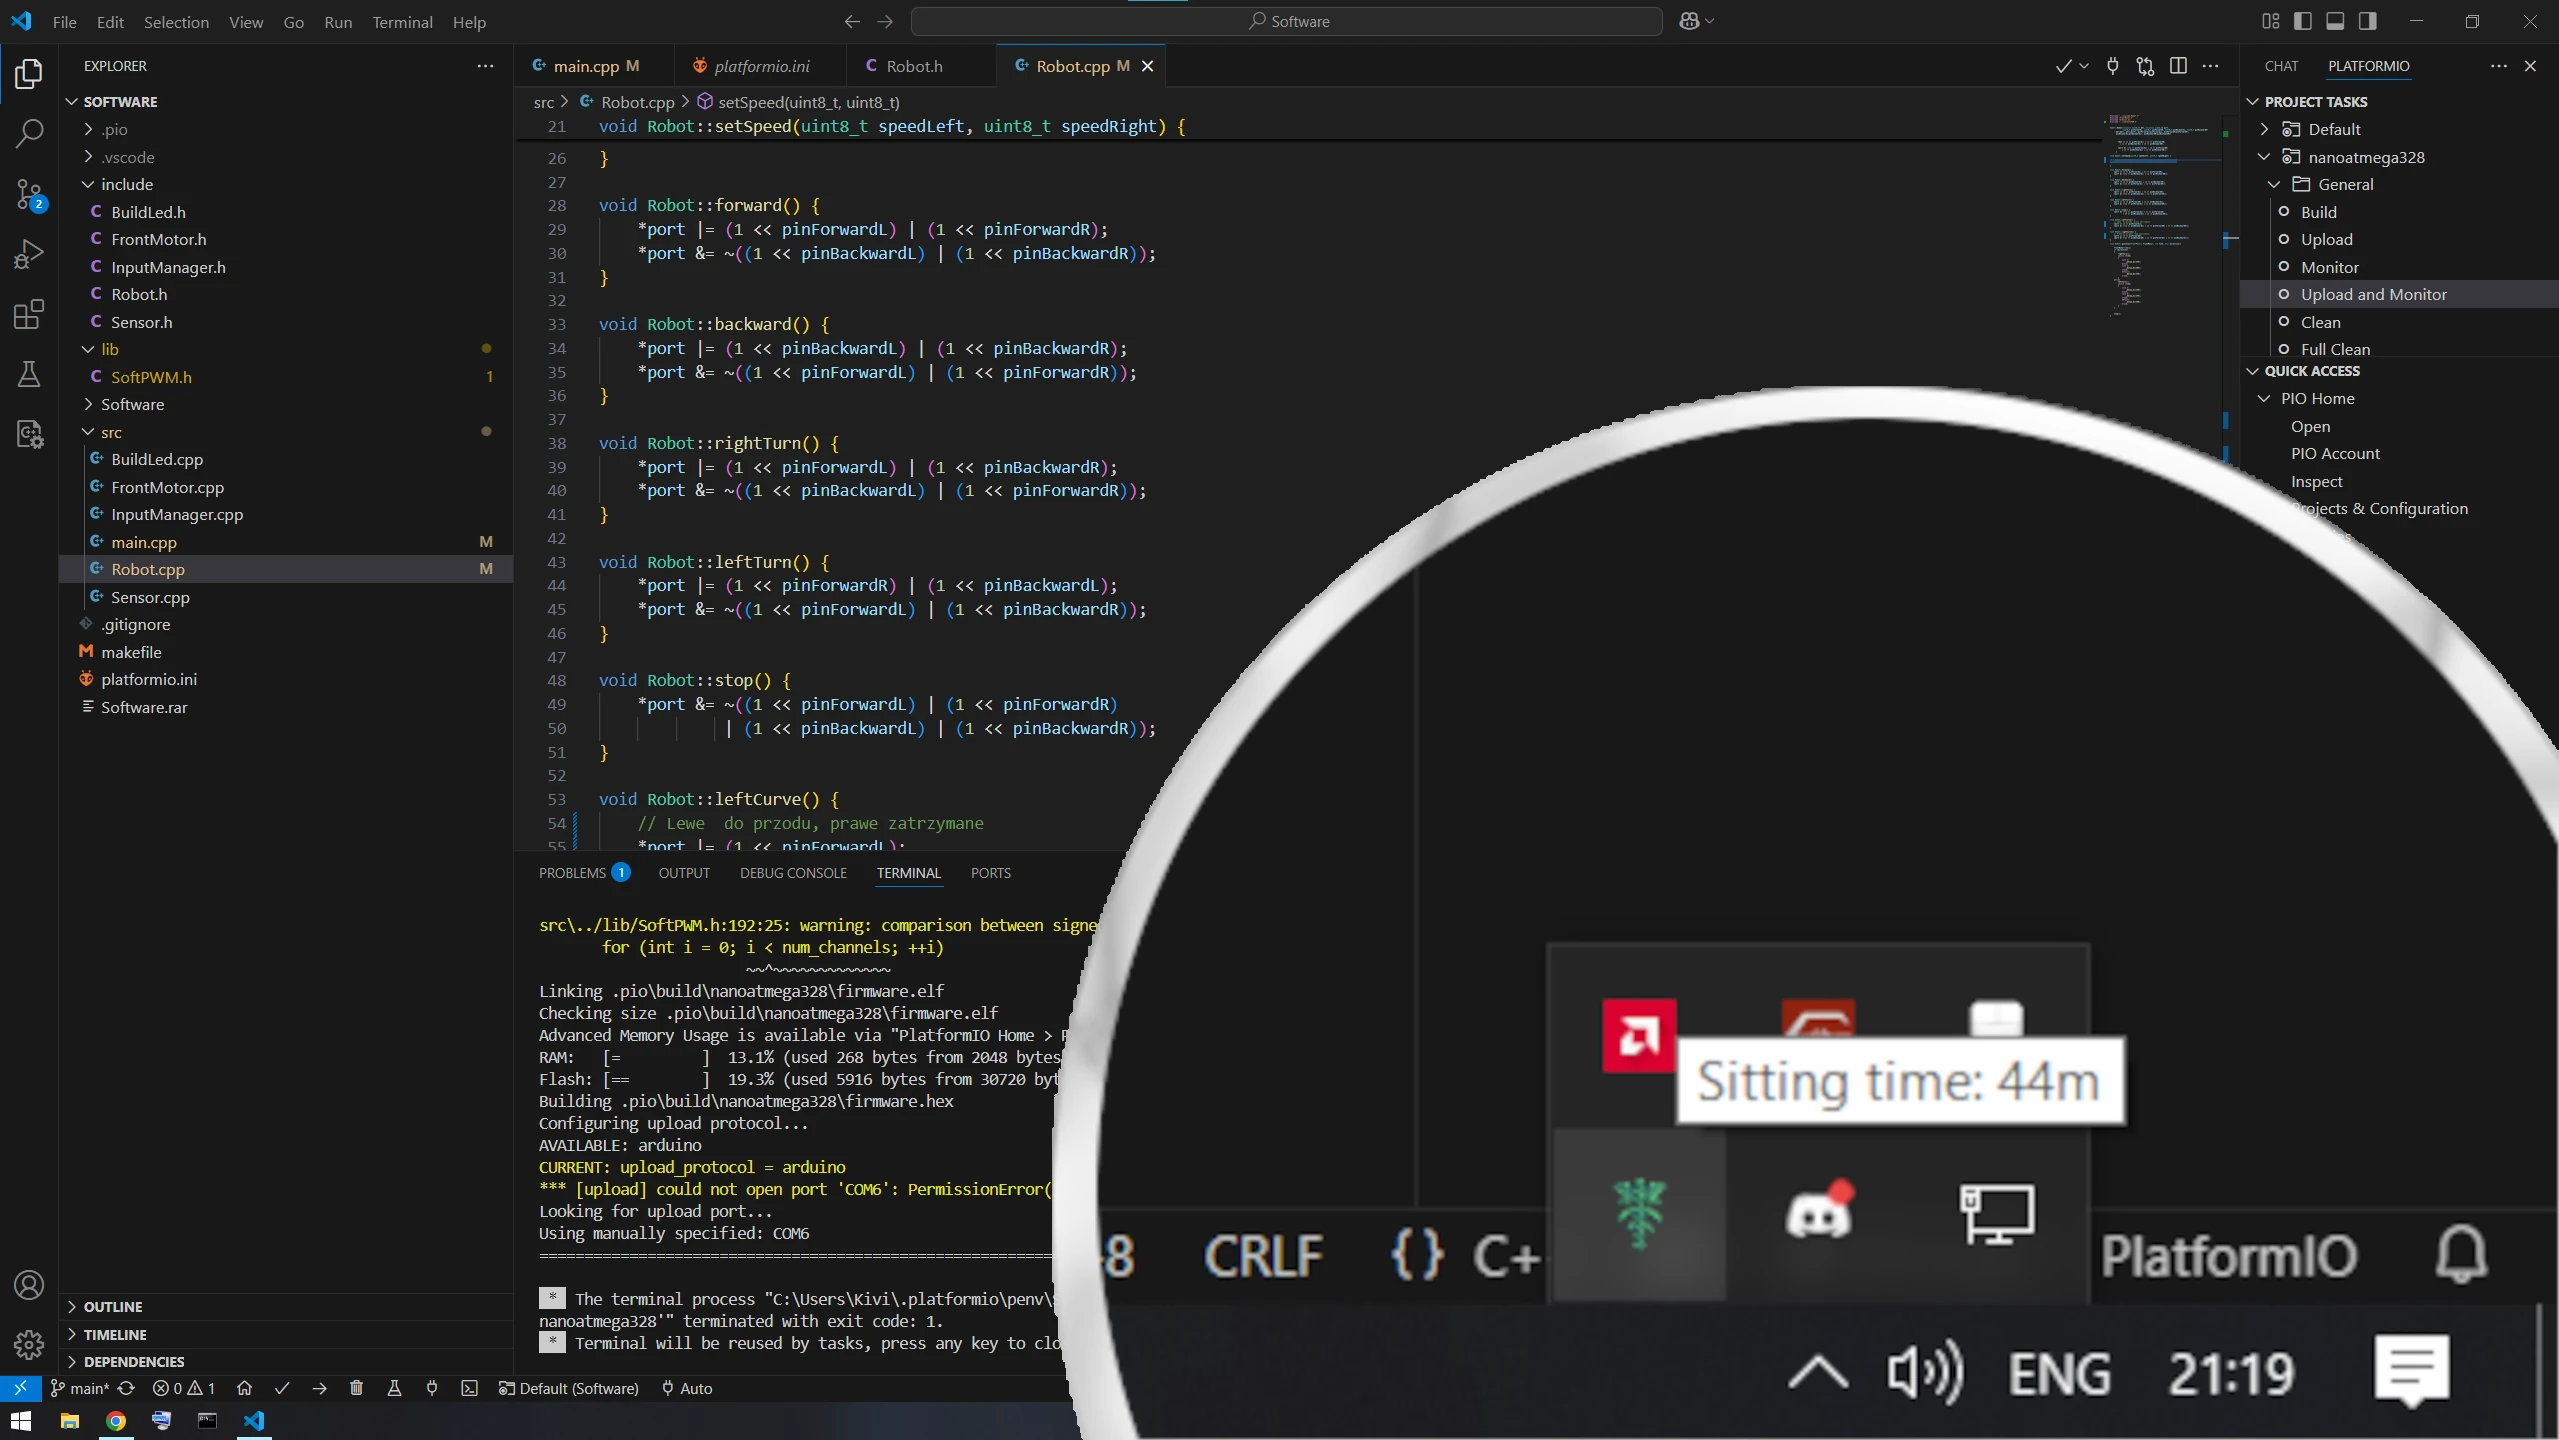 File Edit Selection View Go Run Terminal Help
Software
EXPLORER
SOFTWARE
.pio
.vscode
include
BuildLed.h
FrontMotor.h
InputManager.h
Robot.h
Sensor.h
lib
SoftPWM.h 1
Software
src
BuildLed.cpp
FrontMotor.cpp
InputManager.cpp
main.cpp M
Robot.cpp M
Sensor.cpp
.gitignore
makefile
platformio.ini
Software.rar
OUTLINE
TIMELINE
DEPENDENCIES
main.cpp M platformio.ini Robot.h Robot.cpp M
src > Robot.cpp > setSpeed(uint8_t, uint8_t)
21 void Robot::setSpeed(uint8_t speedLeft, uint8_t speedRight) {
26 }
27
28 void Robot::forward() {
29 *port |= (1 << pinForwardL) | (1 << pinForwardR);
30 *port &= ~((1 << pinBackwardL) | (1 << pinBackwardR));
31 }
32
33 void Robot::backward() {
34 *port |= (1 << pinBackwardL) | (1 << pinBackwardR);
35 *port &= ~((1 << pinForwardL) | (1 << pinForwardR));
36 }
37
38 void Robot::rightTurn() {
39 *port |= (1 << pinForwardL) | (1 << pinBackwardR);
40 *port &= ~((1 << pinBackwardL) | (1 << pinForwardR));
41 }
42
43 void Robot::leftTurn() {
44 *port |= (1 << pinForwardR) | (1 << pinBackwardL);
45 *port &= ~((1 << pinForwardL) | (1 << pinBackwardR));
46 }
47
48 void Robot::stop() {
49 *port &= ~((1 << pinForwardL) | (1 << pinForwardR)
50 | (1 << pinBackwardL) | (1 << pinBackwardR));
51 }
52
53 void Robot::leftCurve() {
54 // Lewe  do przodu, prawe zatrzymane
55 *port |= (1 << pinForwardL);
PROBLEMS 1 OUTPUT DEBUG CONSOLE TERMINAL PORTS
src\../lib/SoftPWM.h:192:25: warning: comparison between signe
for (int i = 0; i < num_channels; ++i)
~~^~~~~~~~~~~~~~
Linking .pio\build\nanoatmega328\firmware.elf
Checking size .pio\build\nanoatmega328\firmware.elf
Advanced Memory Usage is available via "PlatformIO Home >
RAM: [= ] 13.1% (used 268 bytes from 2048 bytes
Flash: [== ] 19.3% (used 5916 bytes from 30720 byt
Building .pio\build\nanoatmega328\firmware.hex
Configuring upload protocol...
AVAILABLE: arduino
CURRENT: upload_protocol = arduino
*** [upload] could not open port 'COM6': PermissionError(
Looking for upload port...
Using manually specified: COM6
=========================================================
* The terminal process "C:\Users\Kivi\.platformio\penv\
nanoatmega328'" terminated with exit code: 1.
* Terminal will be reused by tasks, press any key to clo
CHAT PLATFORMIO
PROJECT TASKS
Default
nanoatmega328
General
Build
Upload
Monitor
Upload and Monitor
Clean
Full Clean
QUICK ACCESS
PIO Home
Open
PIO Account
Inspect
Projects & Configuration
Sitting time: 44m
-8 CRLF {} C+ PlatformIO
ENG 21:19
2
main* 0 1 Default (Software) Auto